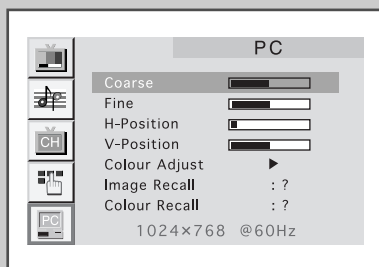 PC
Coarse
Fine
H-Position
CH
V-Position
Colour Adjust ▶
Image Recall : ?
Colour Recall : ?
PC
1024×768 @60Hz